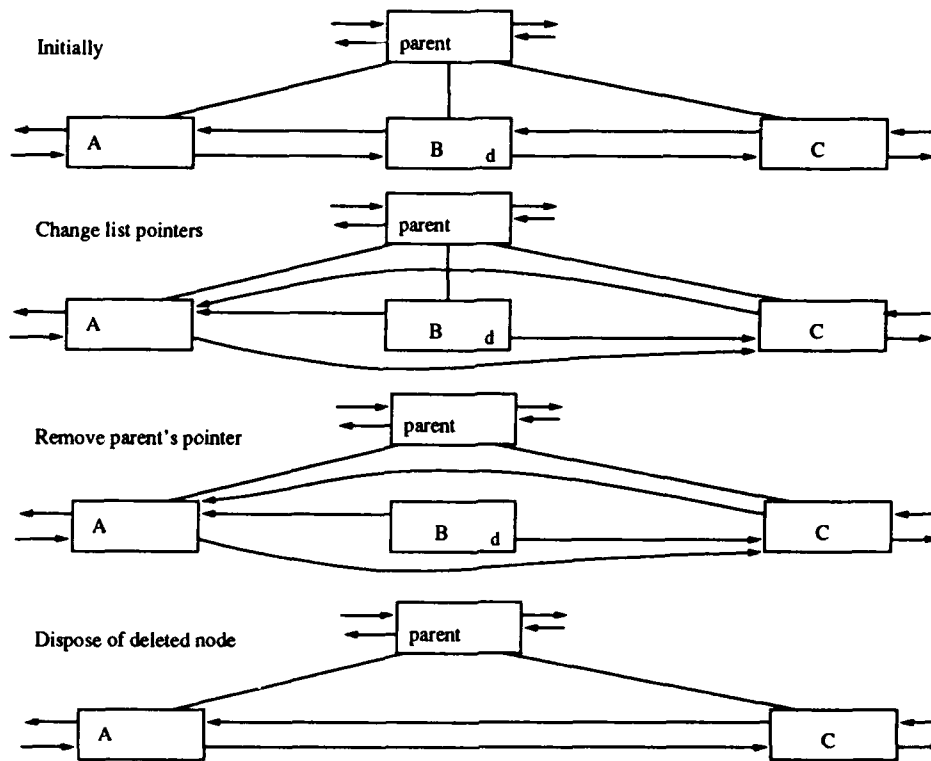 parent
Initially
A
B
d
C
parent
Change list pointers
A
B
d
C
parent
Remove parent's pointer
A
B
d
C
parent
Dispose of deleted node
A
C